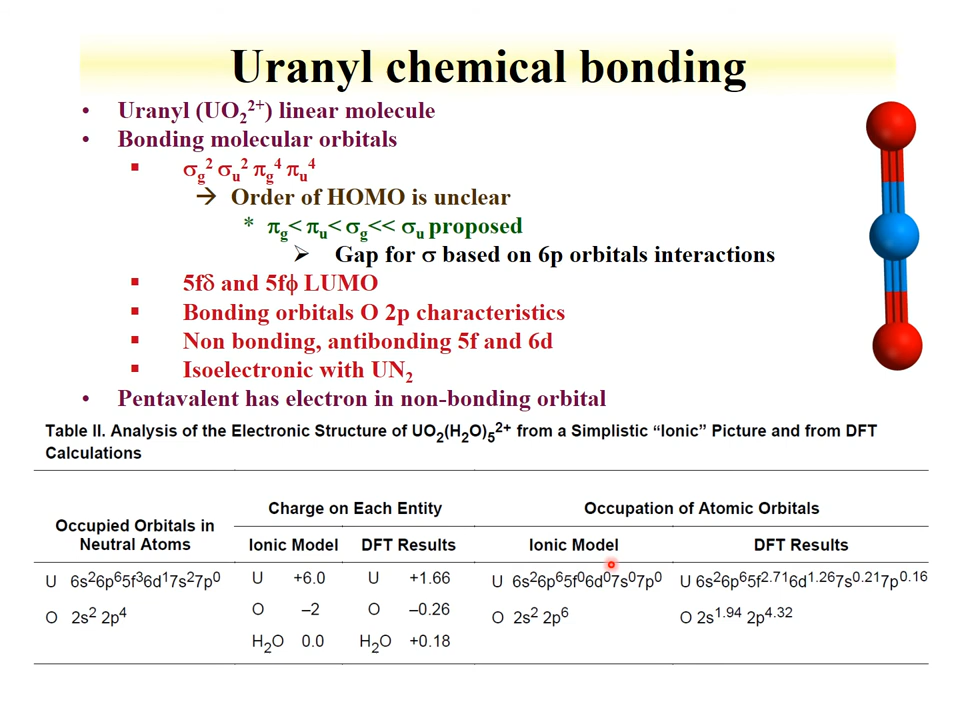 Uranyl chemical bonding
• Uranyl (UO₂²⁺) linear molecule
• Bonding molecular orbitals
▪ σg² σu² πg⁴ πu⁴
→ Order of HOMO is unclear
* πg< πu< σg<< σu proposed
➢ Gap for σ based on 6p orbitals interactions
▪ 5fδ and 5fϕ LUMO
▪ Bonding orbitals O 2p characteristics
▪ Non bonding, antibonding 5f and 6d
▪ Isoelectronic with UN₂
• Pentavalent has electron in non-bonding orbital
Table II. Analysis of the Electronic Structure of UO₂(H₂O)₅²⁺ from a Simplistic “Ionic” Picture and from DFT
Calculations
Occupied Orbitals in
Neutral Atoms
Charge on Each Entity
Occupation of Atomic Orbitals
Ionic Model DFT Results Ionic Model DFT Results
U 6s²6p⁶5f³6d¹7s²7p⁰ U +6.0 U +1.66 U 6s²6p⁶5f⁰6d⁰7s⁰7p⁰ U 6s²6p⁶5f²·⁷¹6d¹·²⁶7s⁰·²¹7p⁰·¹⁶
O 2s² 2p⁴ O –2 O –0.26 O 2s² 2p⁶ O 2s¹·⁹⁴ 2p⁴·³²
H₂O 0.0 H₂O +0.18